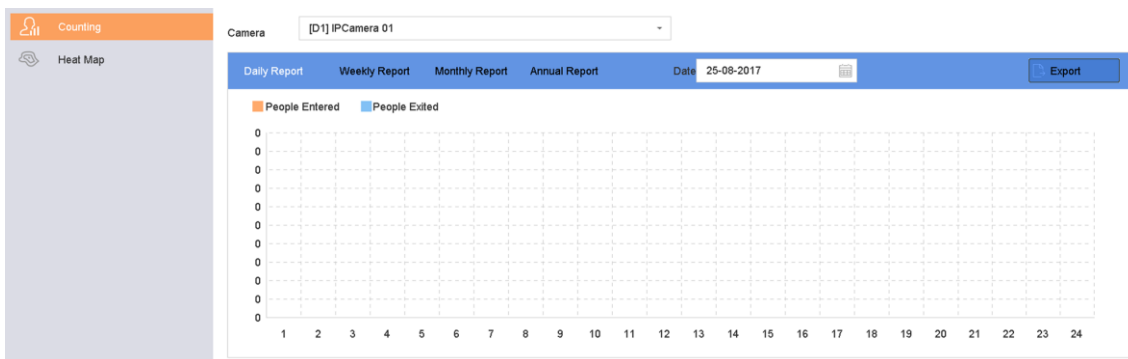 Counting
Heat Map
Camera [D1] IPCamera 01
Daily Report Weekly Report Monthly Report Annual Report Date 25-08-2017 Export
People Entered People Exited
0
0
0
0
0
0
0
0
0
0
0
1 2 3 4 5 6 7 8 9 10 11 12 13 14 15 16 17 18 19 20 21 22 23 24